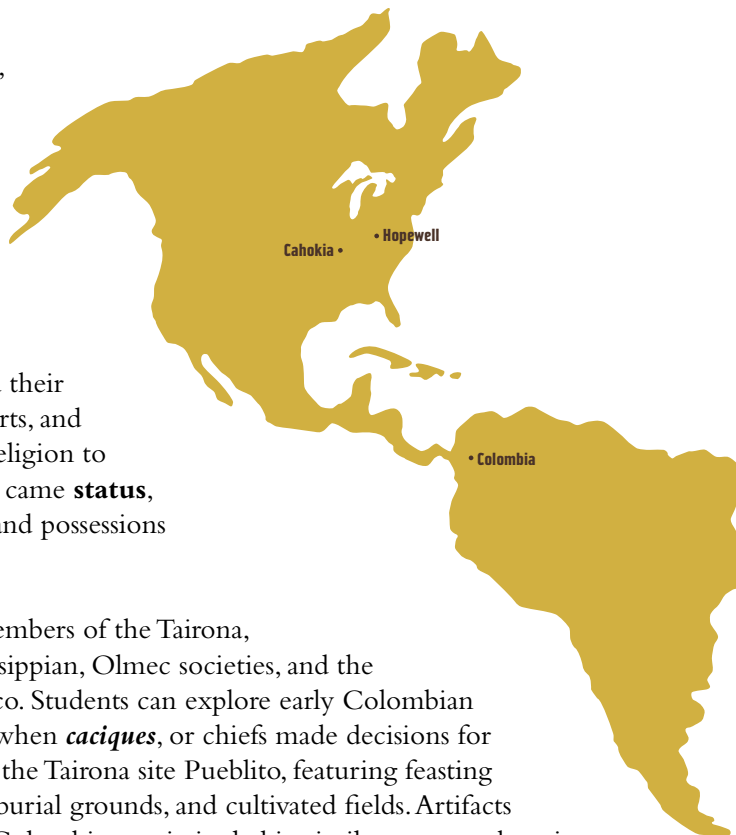 ,
Hopewell
Cahokia
their
rts, and
eligion to
came status,
and possessions
Colombia
embers of the Tairona,
sippian, Olmec societies, and the
co. Students can explore early Colombian
when caciques, or chiefs made decisions for
the Tairona site Pueblito, featuring feasting
burial grounds, and cultivated fields. Artifacts